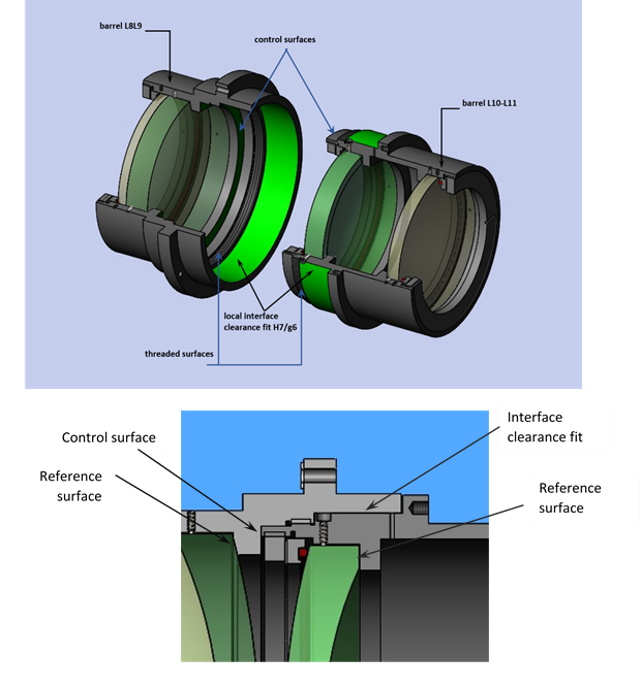 barrel L8L9
control surfaces
barrel L10-L11
local interface
clearance fit H7/g6
threaded surfaces
Interface
clearance fit
Control surface
Reference
surface
Reference
surface